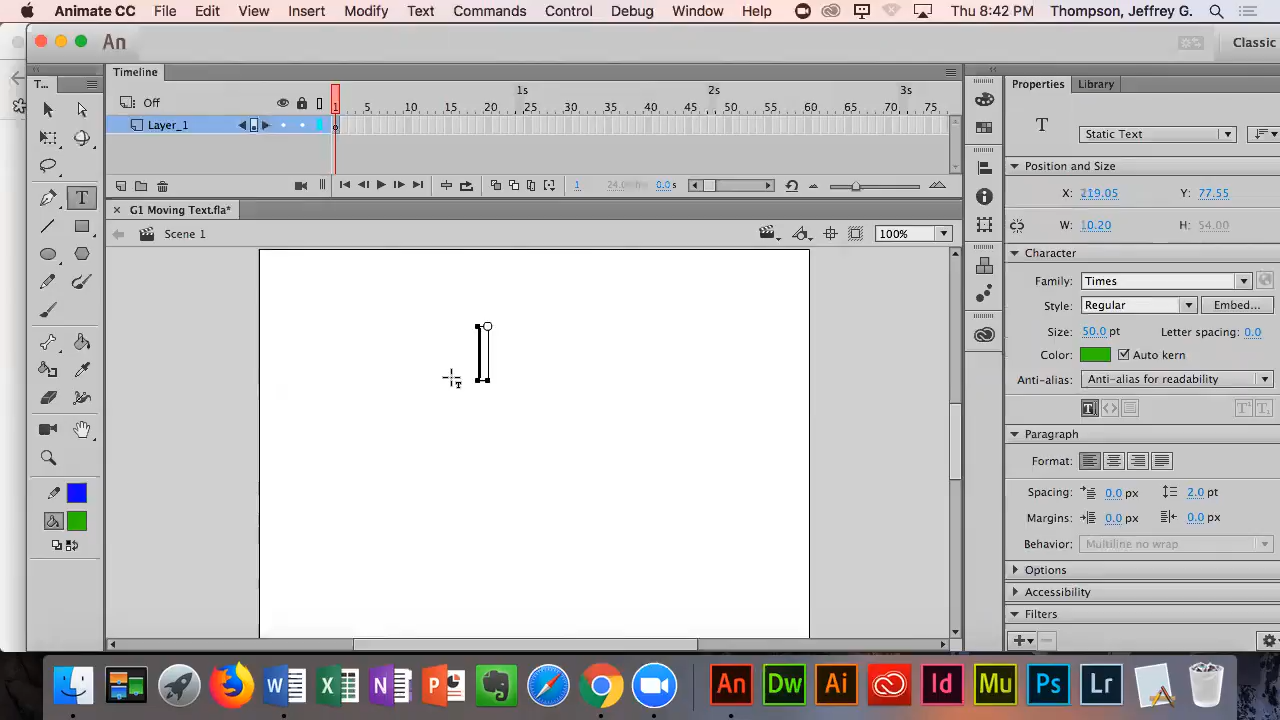 Animate CC File Edit View Insert Modify Text Commands Control Debug Window Help Thu 8:42 PM Thompson, Jeffrey G.
An Classic
T... Timeline Properties Library
1s 2s 3s
Off 1 5 10 15 20 25 30 35 40 45 50 55 60 65 70 75
Layer_1
T Static Text
Position and Size
1 24.00 fps 0.0 s
X: 219.05 Y: 77.55
G1 Moving Text.fla*
W: 10.20 H: 54.00
Scene 1 100%
Character
Family: Times
Style: Regular Embed...
Size: 50.0 pt Letter spacing: 0.0
Color: Auto kern
Anti-alias: Anti-alias for readability
Paragraph
Format:
Spacing: 0.0 px 2.0 pt
Margins: 0.0 px 0.0 px
Behavior: Multiline no wrap
Options
Accessibility
Filters
W X N P An Dw Ai Id Mu Ps Lr